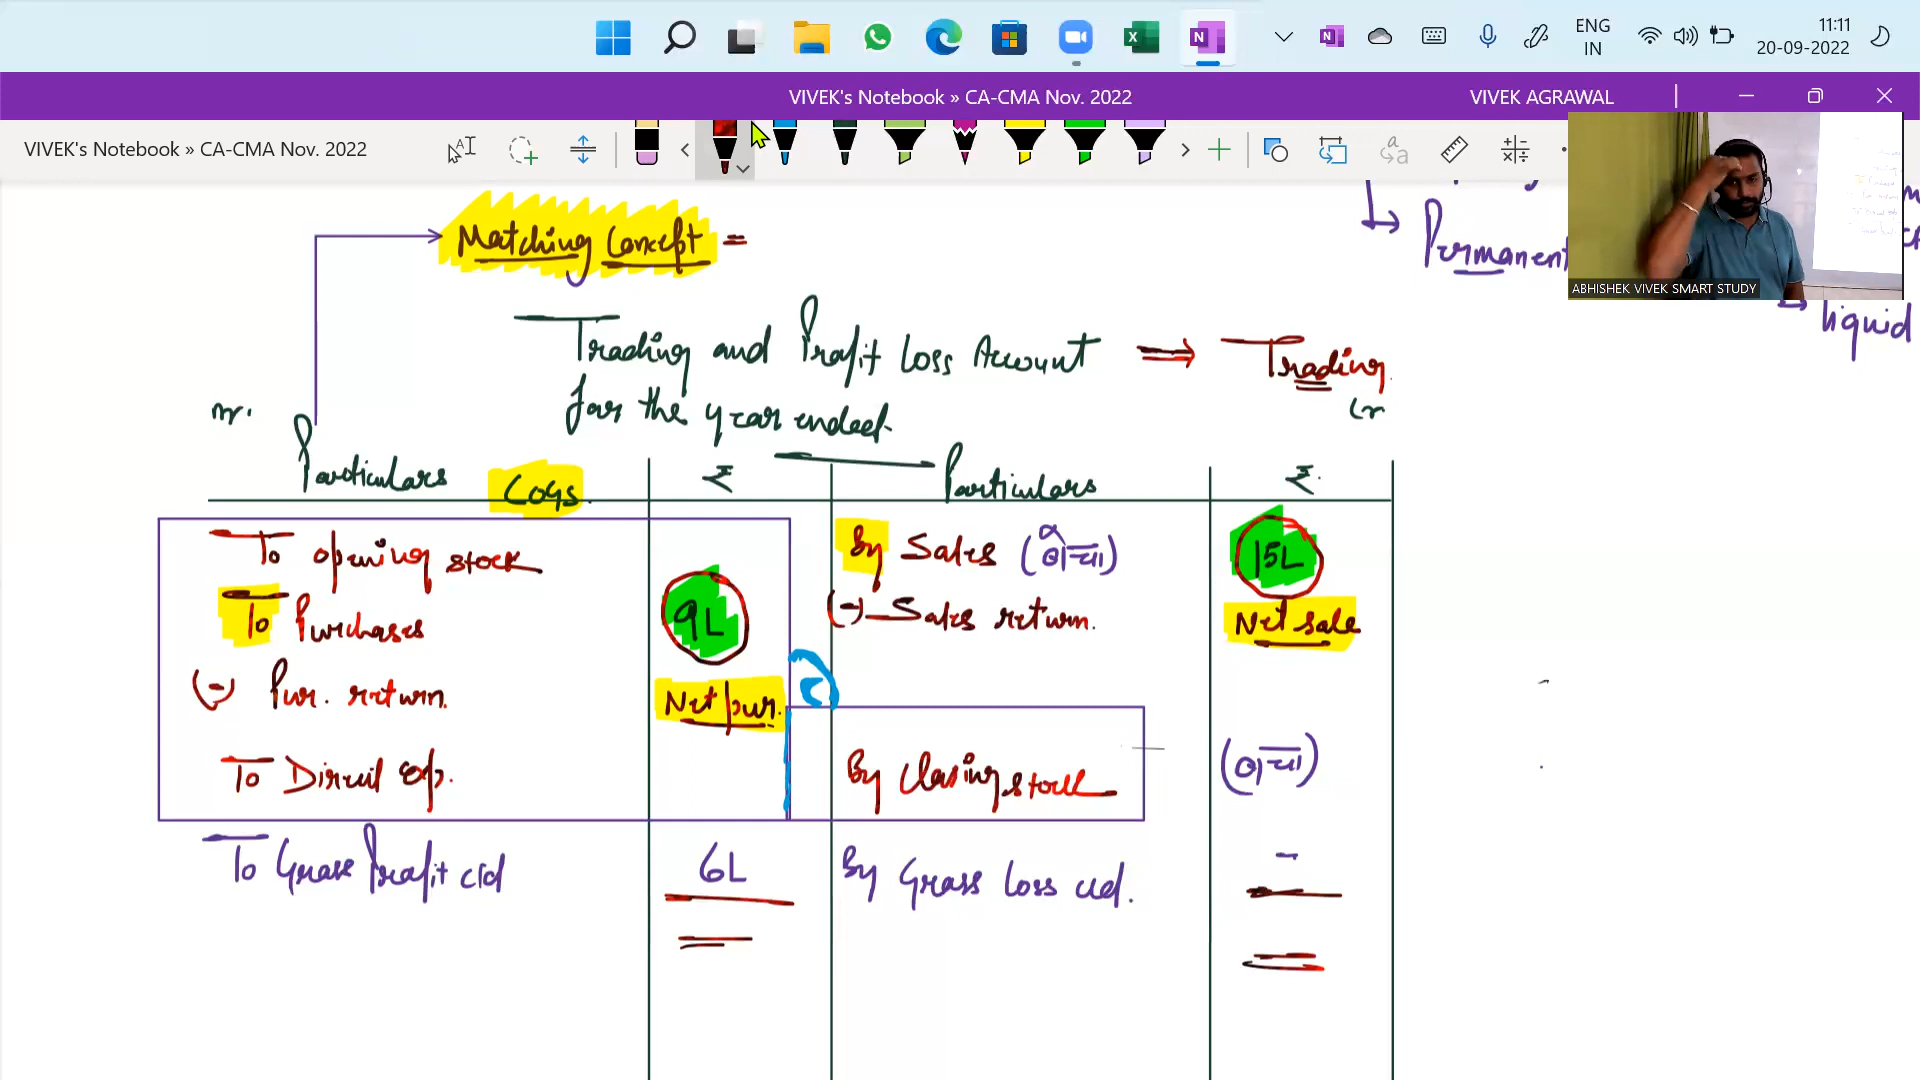 11:11
ENG
IN
20-09-2022
VIVEK's Notebook » CA-CMA Nov. 2022
VIVEK AGRAWAL
VIVEK's Notebook » CA-CMA Nov. 2022
ABHISHEK VIVEK SMART STUDY
Matching Concept =
Permanent
liquid
Trading and Profit Loss Account ⇒ Trading
for the year ended
Dr.
Cr
Particulars ₹ Particulars ₹
COGS
To opening stock
By Sales (बेचा) 15L
To Purchases 9L
(-) Sales return. Net sale
(-) Pur. return. Net pur.
To Direct exp.
By Closing stock (बचा)
To Gross Profit c/d 6L By Gross Loss c/d. -